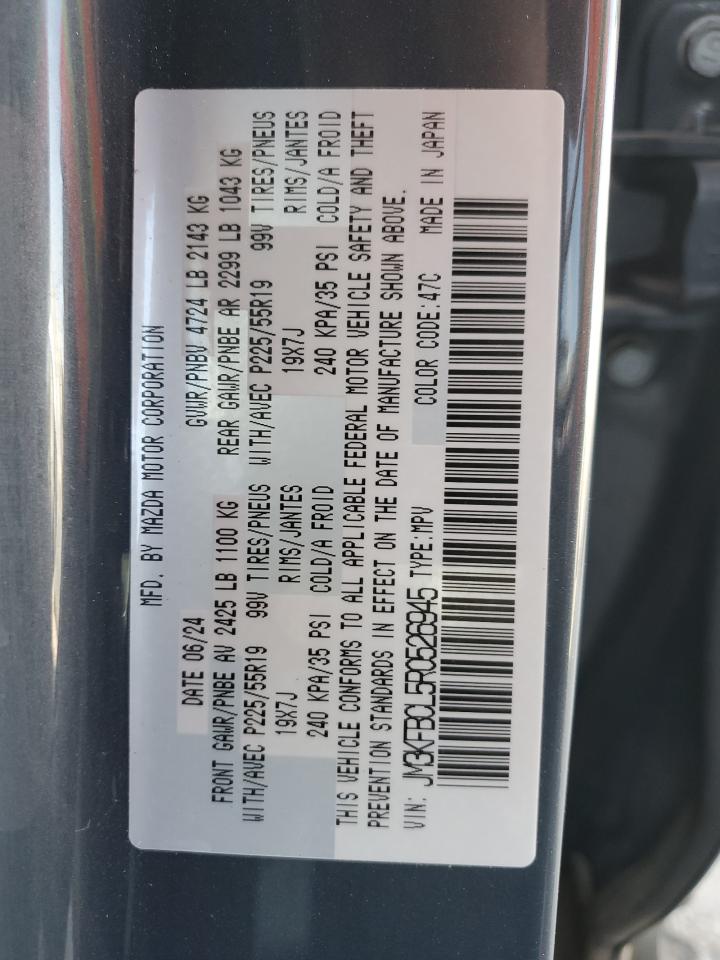 MFD. BY MAZDA MOTOR CORPORATION
DATE 06/24 GVWR/PNBV 4724 LB 2143 KG
FRONT GAWR/PNBE AV 2425 LB 1100 KG REAR GAWR/PNBE AR 2299 LB 1043 KG
WITH/AVEC P225/55R19 99V TIRES/PNEUS WITH/AVEC P225/55R19 99V TIRES/PNEUS
19X7J RIMS/JANTES 19X7J RIMS/JANTES
240 KPA/35 PSI COLD/A FROID 240 KPA/35 PSI COLD/A FROID
THIS VEHICLE CONFORMS TO ALL APPLICABLE FEDERAL MOTOR VEHICLE SAFETY AND THEFT
PREVENTION STANDARDS IN EFFECT ON THE DATE OF MANUFACTURE SHOWN ABOVE.
VIN: JM3KFBCL5R0526945 TYPE:MPV COLOR CODE:47C MADE IN JAPAN